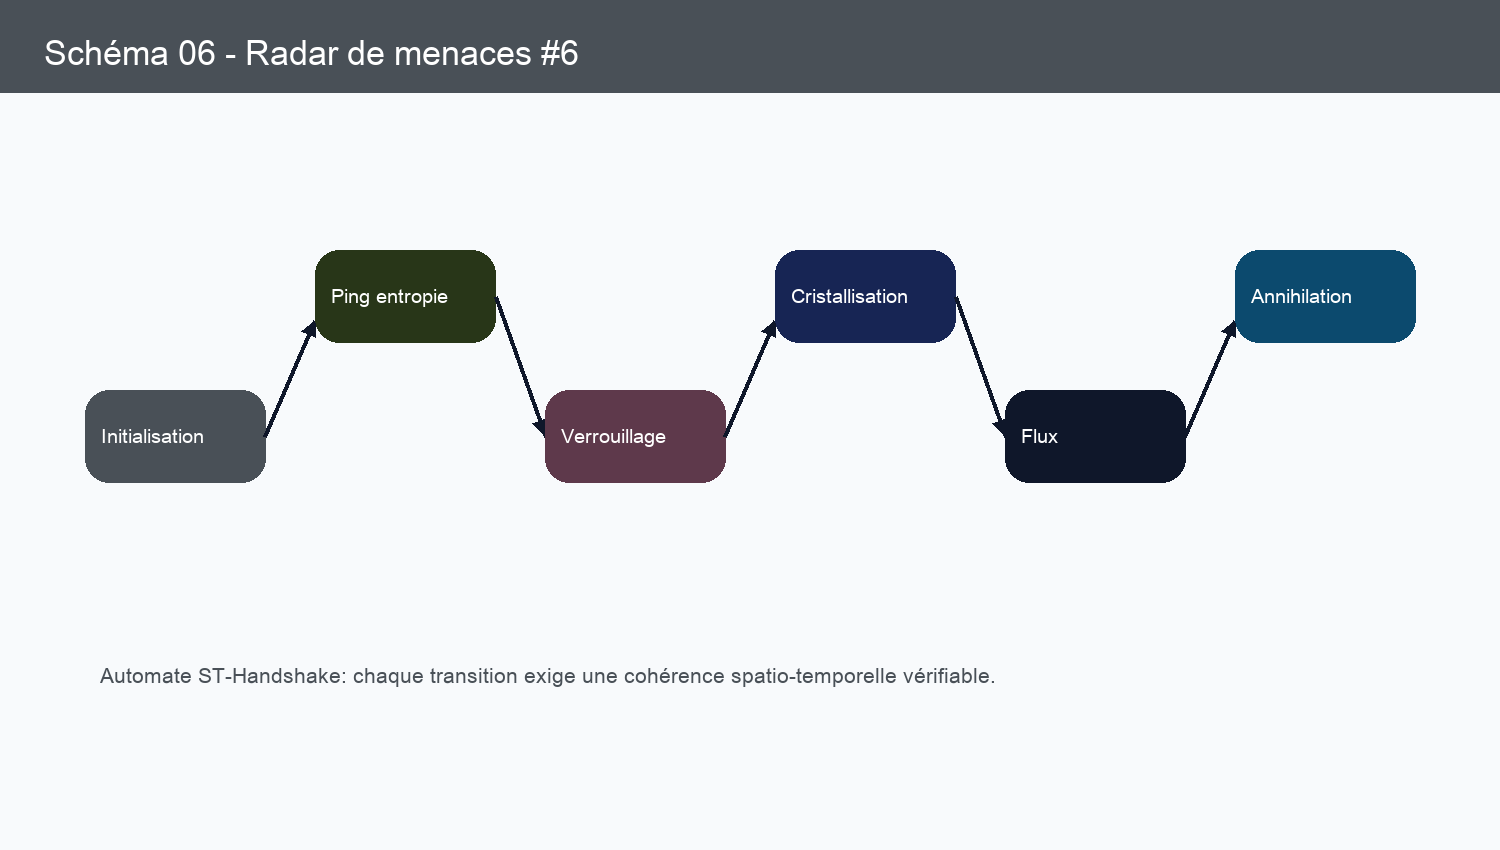 Schéma 06 - Radar de menaces #6
Initialisation
Ping entropie
Verrouillage
Cristallisation
Flux
Annihilation
Automate ST-Handshake: chaque transition exige une cohérence spatio-temporelle vérifiable.